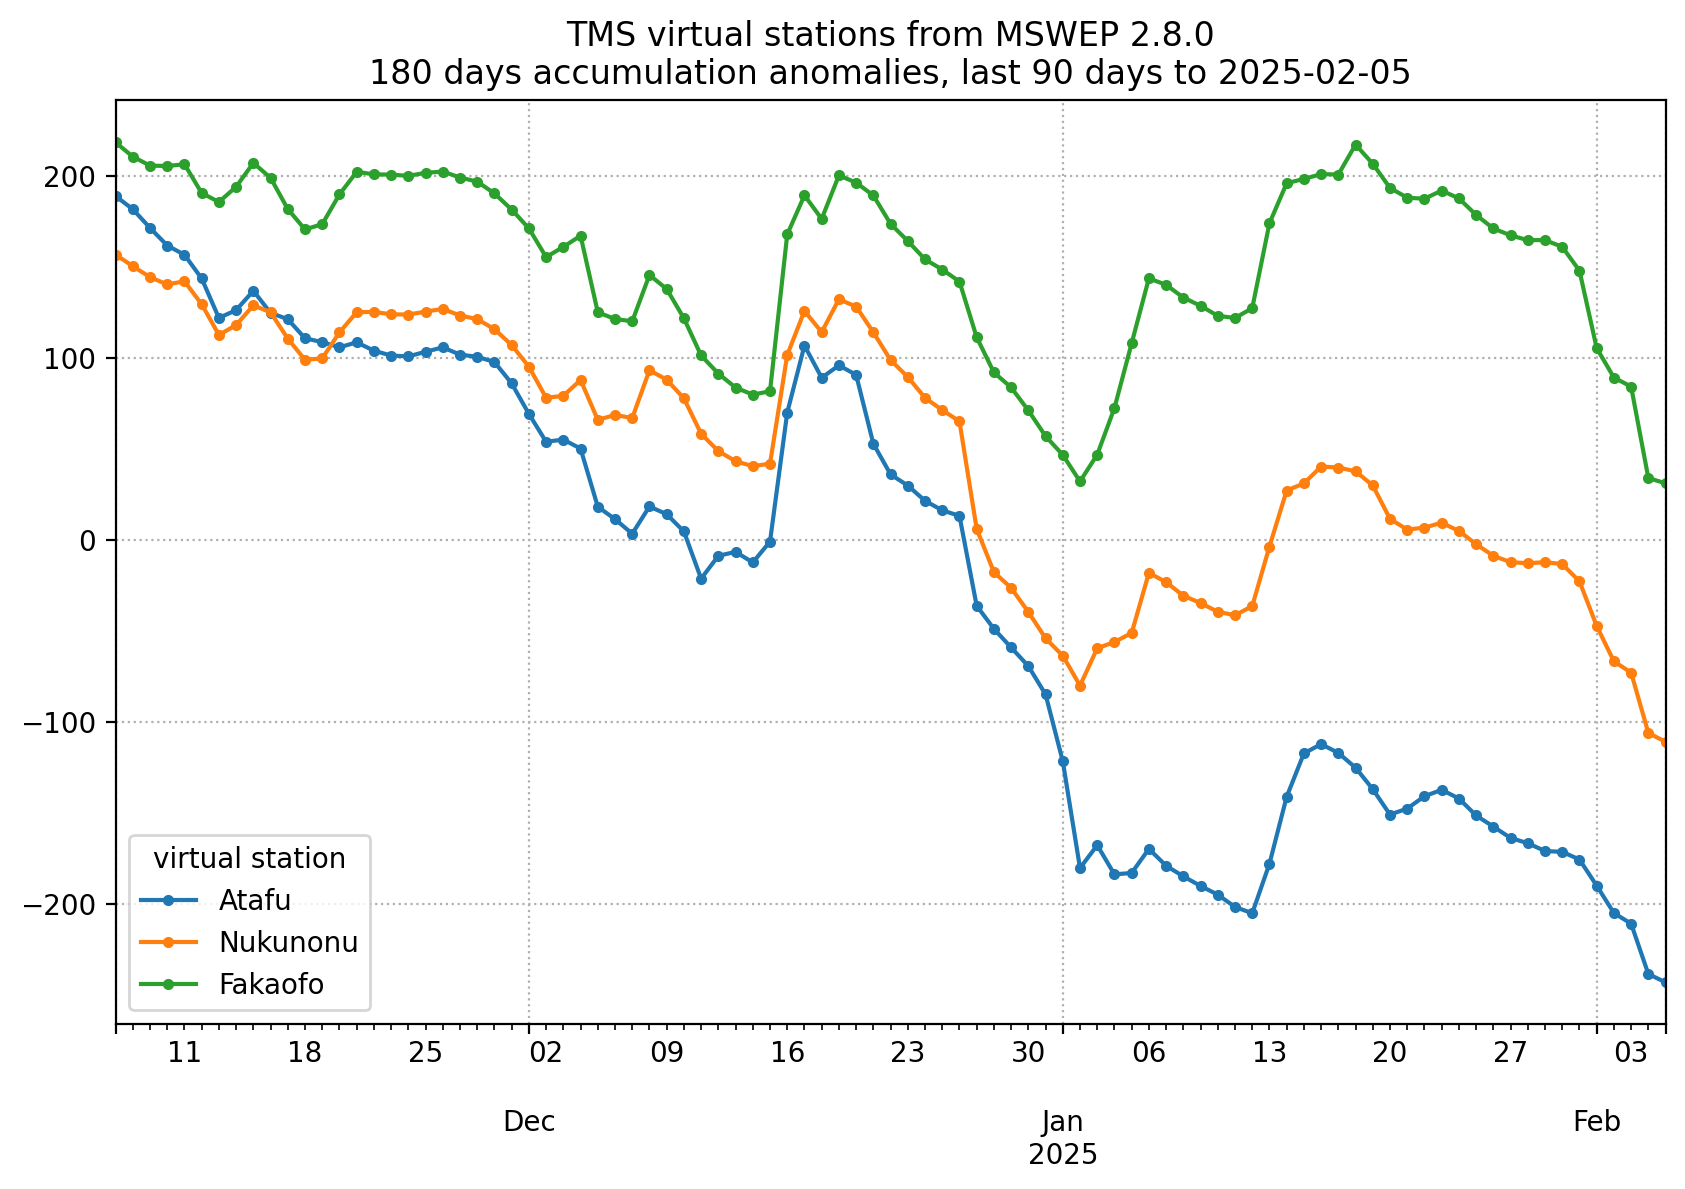 TMS virtual stations from MSWEP 2.8.0
180 days accumulation anomalies, last 90 days to 2025-02-05
200
100
0
−100
−200
virtual station
Atafu
Nukunonu
Fakaofo
11 18 25 02 09 16 23 30 06 13 20 27 03
Dec Jan Feb
2025